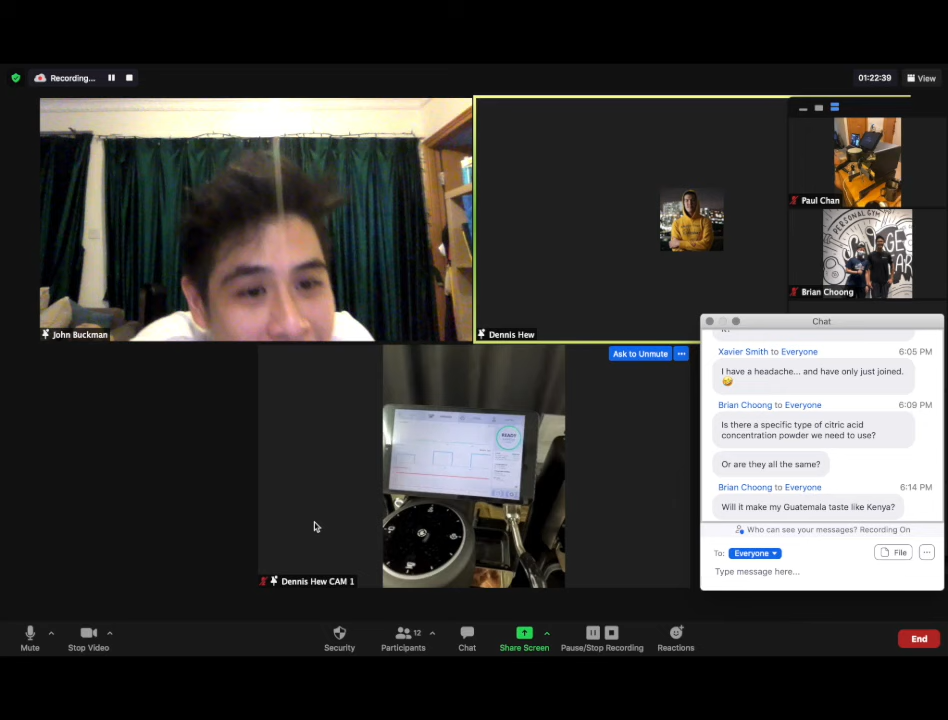 Recording...
01:22:39
View
John Buckman
Dennis Hew
PERSONAL GYM
Paul Chan
Brian Choong
Chat
Ask to Unmute
Xavier Smith to Everyone
6:05 PM
I have a headache... and have only just joined.
🤣
Brian Choong to Everyone
6:09 PM
Is there a specific type of citric acid
concentration powder we need to use?
Or are they all the same?
Brian Choong to Everyone
6:14 PM
Will it make my Guatemala taste like Kenya?
Who can see your messages? Recording On
To: Everyone
File
Type message here...
READY
Dennis Hew CAM 1
Mute
Stop Video
Security
12
Participants
Chat
Share Screen
Pause/Stop Recording
Reactions
End